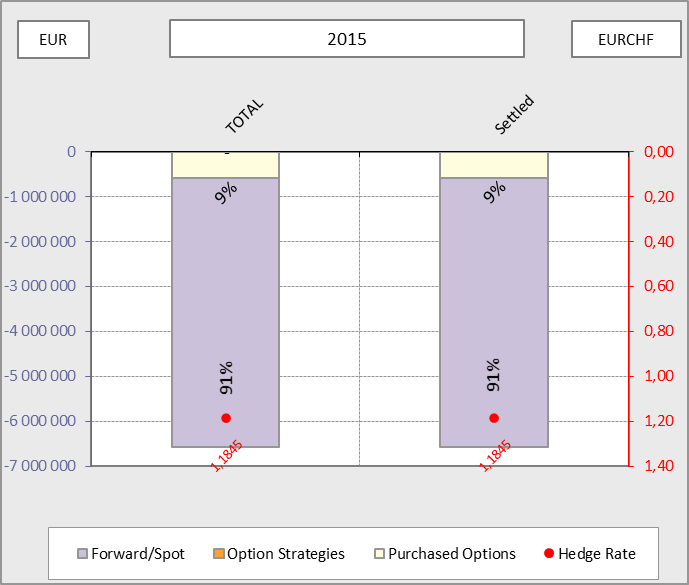 EUR
2015
EURCHF
TOTAL
Settled
0
-
0,00
-1 000 000
9%
9%
0,20
-2 000 000
0,40
-3 000 000
0,60
-4 000 000
0,80
-5 000 000
91%
91%
1,00
-6 000 000
1,20
1,1845
1,1845
-7 000 000
1,40
Forward/Spot
Option Strategies
Purchased Options
Hedge Rate